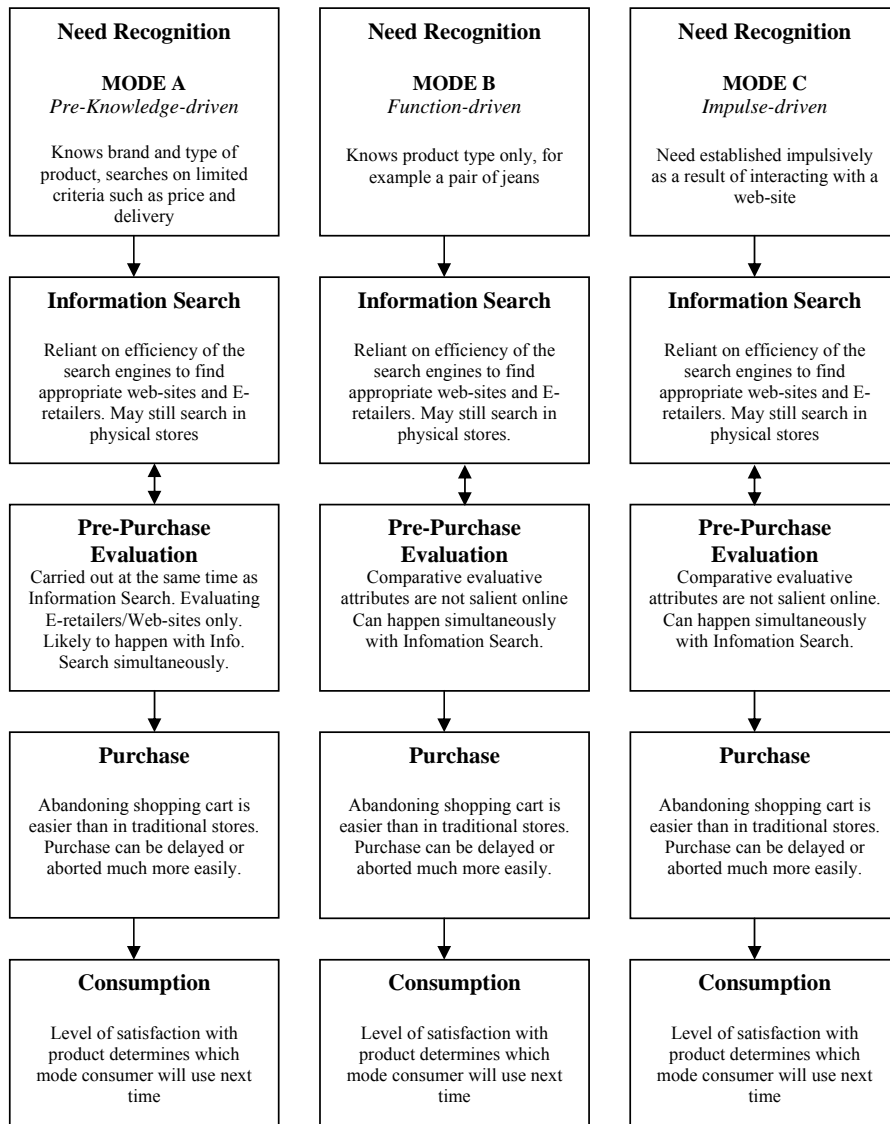 Need Recognition
MODE A
Pre-Knowledge-driven
Knows brand and type of
product, searches on limited
criteria such as price and
delivery
Need Recognition
MODE B
Function-driven
Knows product type only, for
example a pair of jeans
Need Recognition
MODE C
Impulse-driven
Need established impulsively
as a result of interacting with a
web-site
Information Search
Reliant on efficiency of the
search engines to find
appropriate web-sites and E-
retailers. May still search in
physical stores
Information Search
Reliant on efficiency of the
search engines to find
appropriate web-sites and E-
retailers. May still search in
physical stores.
Information Search
Reliant on efficiency of the
search engines to find
appropriate web-sites and E-
retailers. May still search in
physical stores
Pre-Purchase
Evaluation
Carried out at the same time as
Information Search. Evaluating
E-retailers/Web-sites only.
Likely to happen with Info.
Search simultaneously.
Pre-Purchase
Evaluation
Comparative evaluative
attributes are not salient online
Can happen simultaneously
with Infomation Search.
Pre-Purchase
Evaluation
Comparative evaluative
attributes are not salient online.
Can happen simultaneously
with Infomation Search.
Purchase
Abandoning shopping cart is
easier than in traditional stores.
Purchase can be delayed or
aborted much more easily.
Purchase
Abandoning shopping cart is
easier than in traditional stores.
Purchase can be delayed or
aborted much more easily.
Purchase
Abandoning shopping cart is
easier than in traditional stores.
Purchase can be delayed or
aborted much more easily.
Consumption
Level of satisfaction with
product determines which
mode consumer will use next
time
Consumption
Level of satisfaction with
product determines which
mode consumer will use next
time
Consumption
Level of satisfaction with
product determines which
mode consumer will use next
time